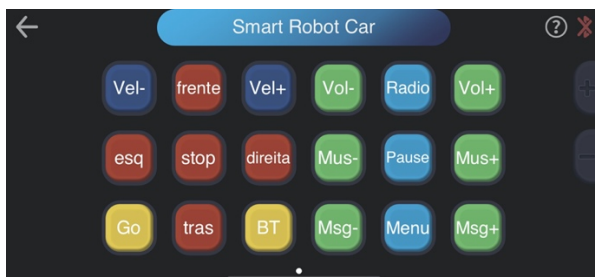 Smart Robot Car
?
Vel- frente Vel+ Vol- Radio Vol+
esq stop direita Mus- Pause Mus+
Go tras BT Msg- Menu Msg+